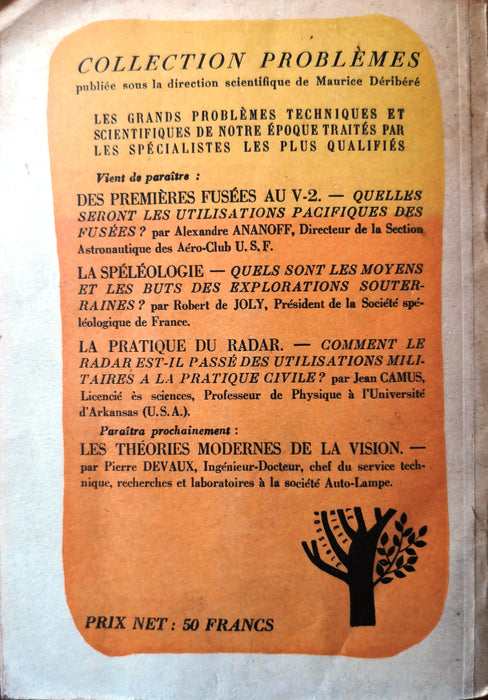 COLLECTION PROBLÈMES
publiée sous la direction scientifique de Maurice Déribéré
LES GRANDS PROBLÈMES TECHNIQUES ET
SCIENTIFIQUES DE NOTRE ÉPOQUE TRAITÉS PAR
LES SPÉCIALISTES LES PLUS QUALIFIÉS
Vient de paraître :
DES PREMIÈRES FUSÉES AU V-2. — QUELLES
SERONT LES UTILISATIONS PACIFIQUES DES
FUSÉES ? par Alexandre ANANOFF, Directeur de la Section
Astronautique des Aéro-Club U. S. F.
LA SPÉLÉOLOGIE — QUELS SONT LES MOYENS
ET LES BUTS DES EXPLORATIONS SOUTER-
RAINES ? par Robert de JOLY, Président de la Société spé-
léologique de France.
LA PRATIQUE DU RADAR. — COMMENT LE
RADAR EST-IL PASSÉ DES UTILISATIONS MILI-
TAIRES A LA PRATIQUE CIVILE ? par Jean CAMUS,
Licencié ès sciences, Professeur de Physique à l'Université
d'Arkansas (U.S.A.).
Paraîtra prochainement :
LES THÉORIES MODERNES DE LA VISION. —
par Pierre DEVAUX, Ingénieur-Docteur, chef du service tech-
nique, recherches et laboratoires à la société Auto-Lampe.
PRIX NET : 50 FRANCS